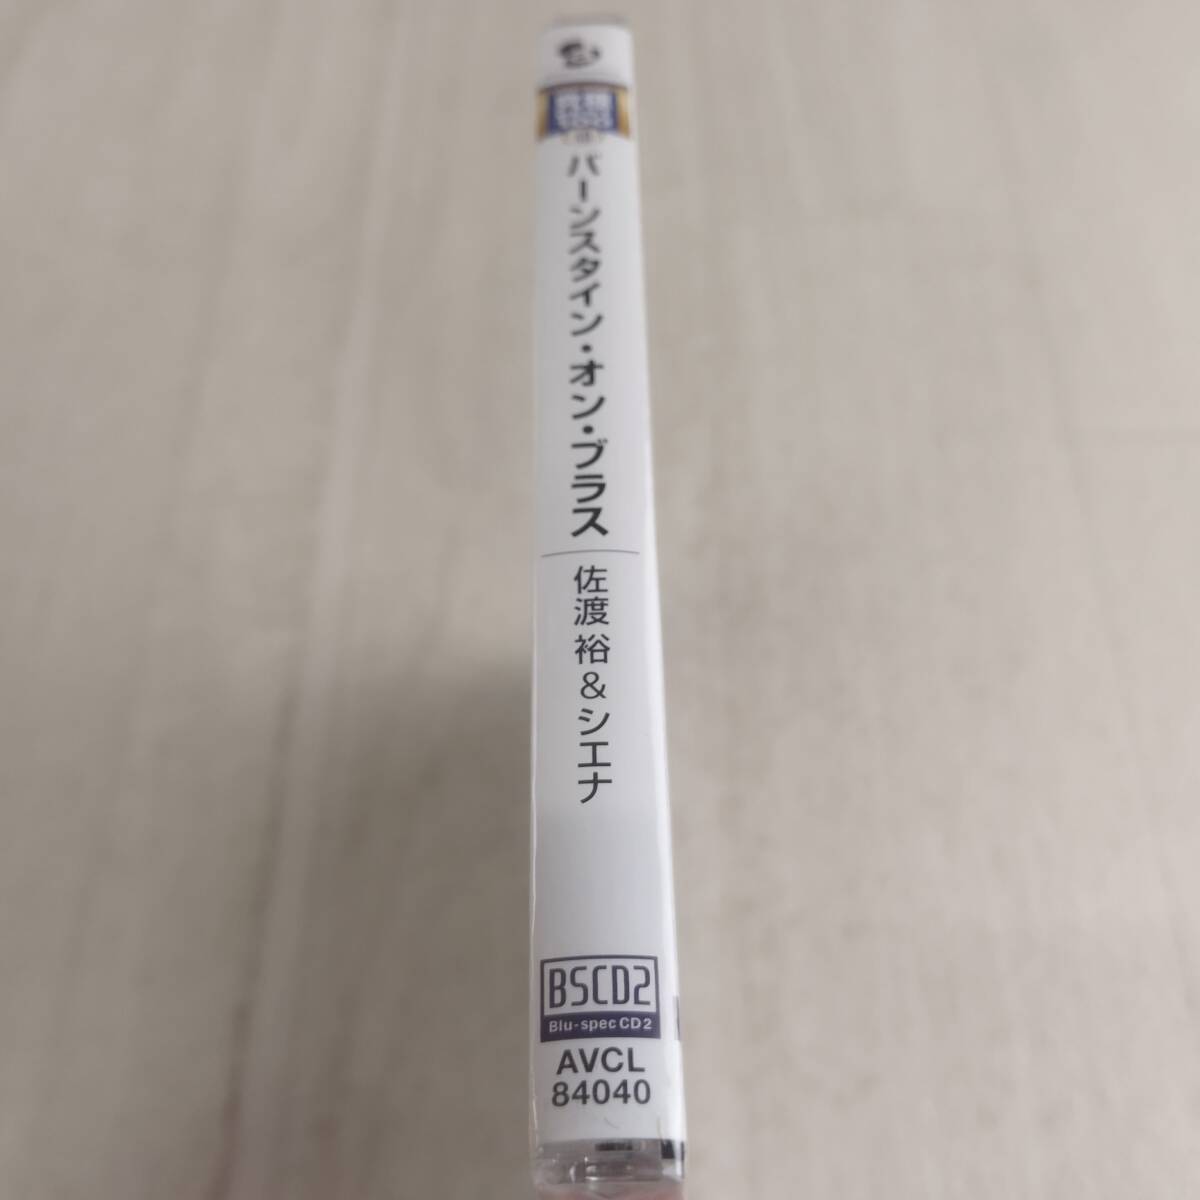 バーンスタイン・オン・ブラス
佐渡 裕&シエナ
BSCD2
Blu-spec CD2
AVCL
84040